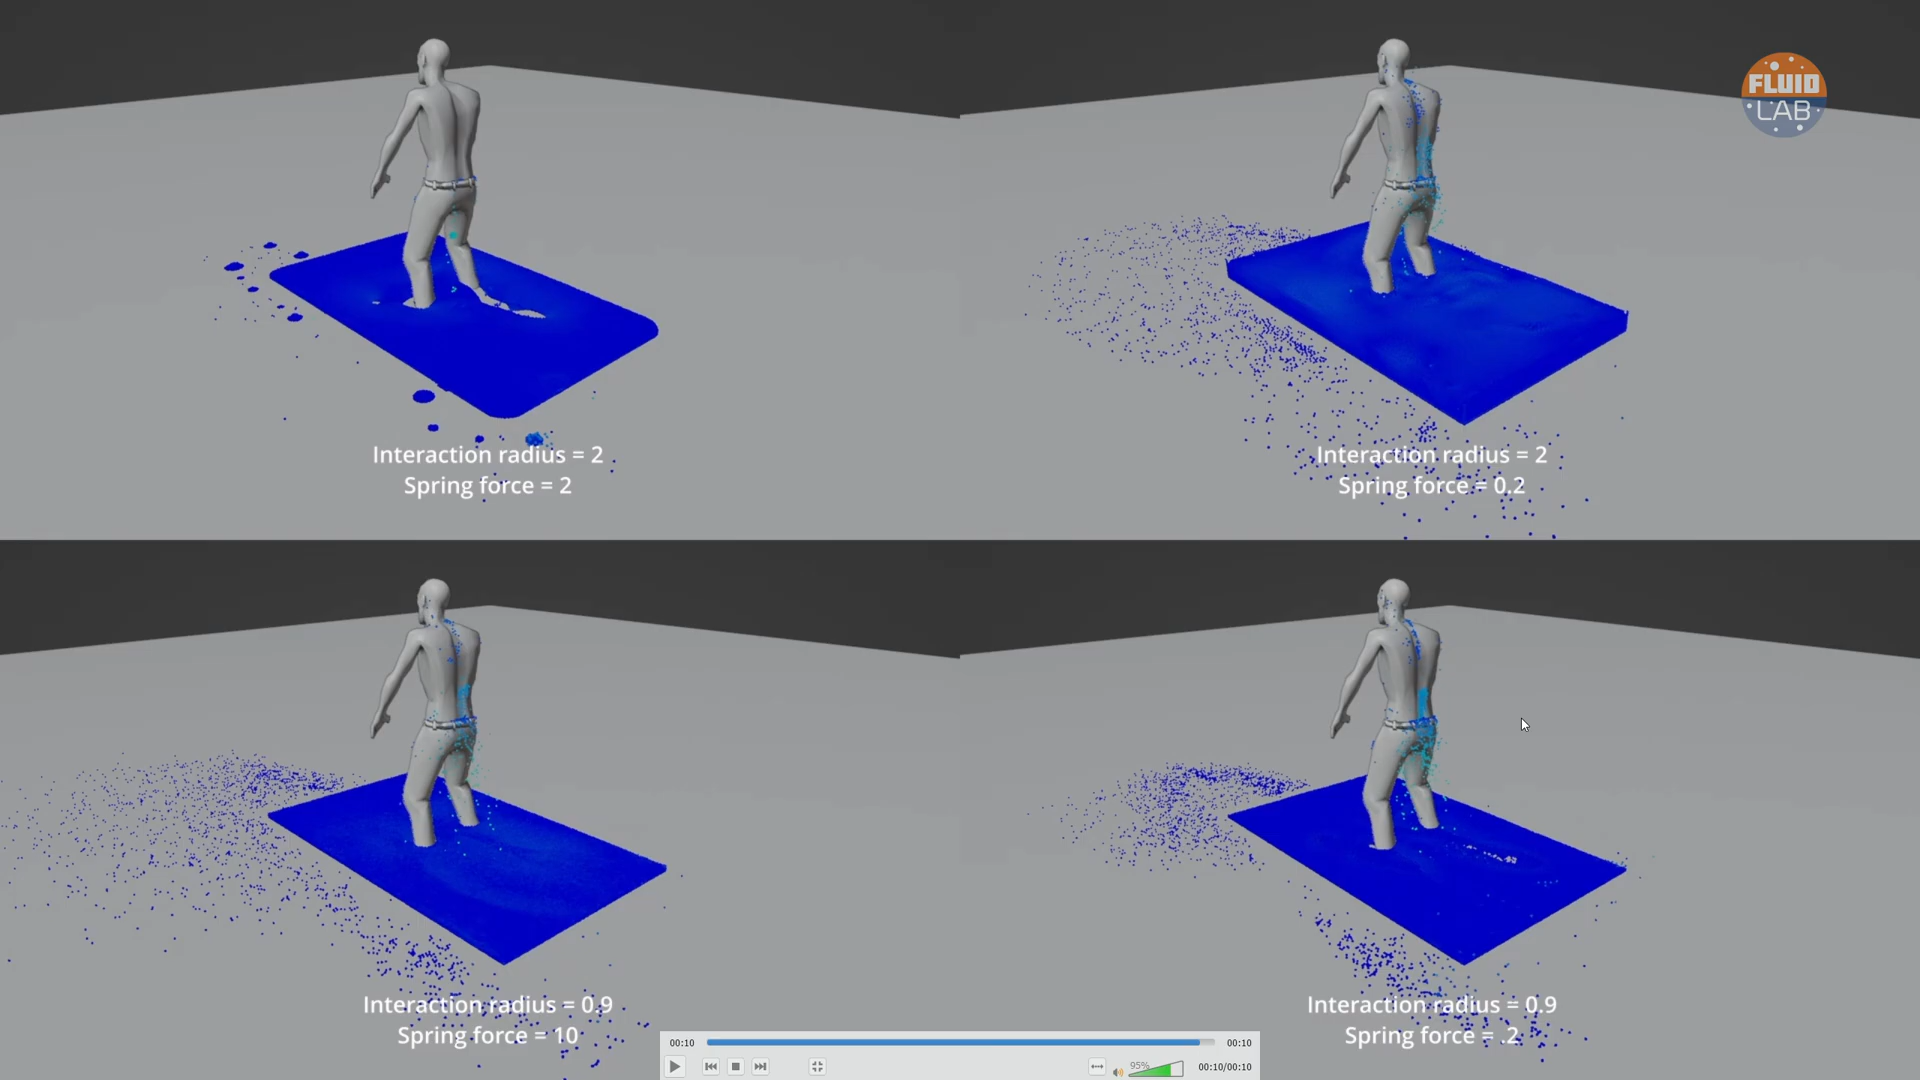 FLUID
LAB
Interaction radius = 2
Spring force = 2
Interaction radius = 2
Spring force = 0.2
Interaction radius = 0.9
Spring force = 10
Interaction radius = 0.9
Spring force = .2
00:10
00:10
95%
00:10/00:10